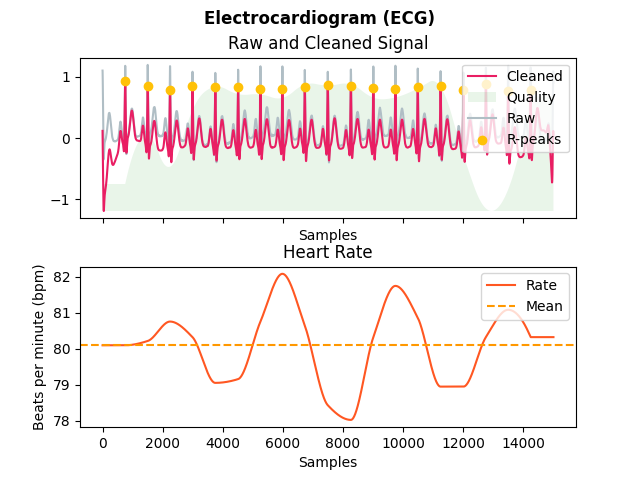 Electrocardiogram (ECG)
Raw and Cleaned Signal
1
0
−1
Cleaned
Quality
Raw
R-peaks
Samples
Heart Rate
Beats per minute (bpm)
82
81
80
79
78
Rate
Mean
0 2000 4000 6000 8000 10000 12000 14000
Samples